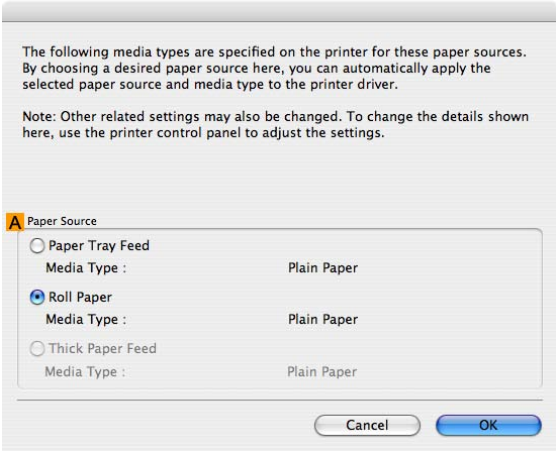 The following media types are specified on the printer for these paper sources.
By choosing a desired paper source here, you can automatically apply the
selected paper source and media type to the printer driver.
Note: Other related settings may also be changed. To change the details shown
here, use the printer control panel to adjust the settings.
A Paper Source
Paper Tray Feed
Media Type : Plain Paper
Roll Paper
Media Type : Plain Paper
Thick Paper Feed
Media Type : Plain Paper
Cancel OK